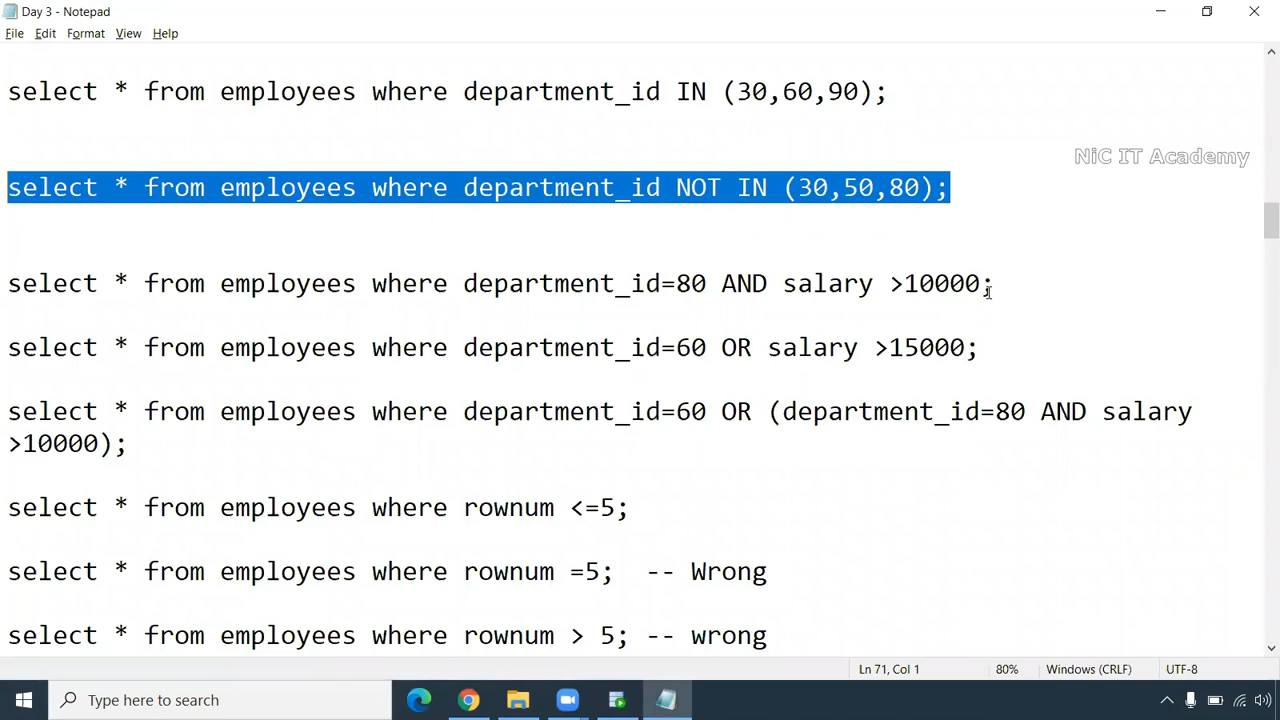 Day 3 - Notepad
File Edit Format View Help
select * from employees where department_id IN (30,60,90);
NiC IT Academy
select * from employees where department_id NOT IN (30,50,80);
select * from employees where department_id=80 AND salary >10000;
select * from employees where department_id=60 OR salary >15000;
select * from employees where department_id=60 OR (department_id=80 AND salary
>10000);
select * from employees where rownum <=5;
select * from employees where rownum =5;  -- Wrong
select * from employees where rownum > 5; -- wrong
Ln 71, Col 1 80% Windows (CRLF) UTF-8
Type here to search